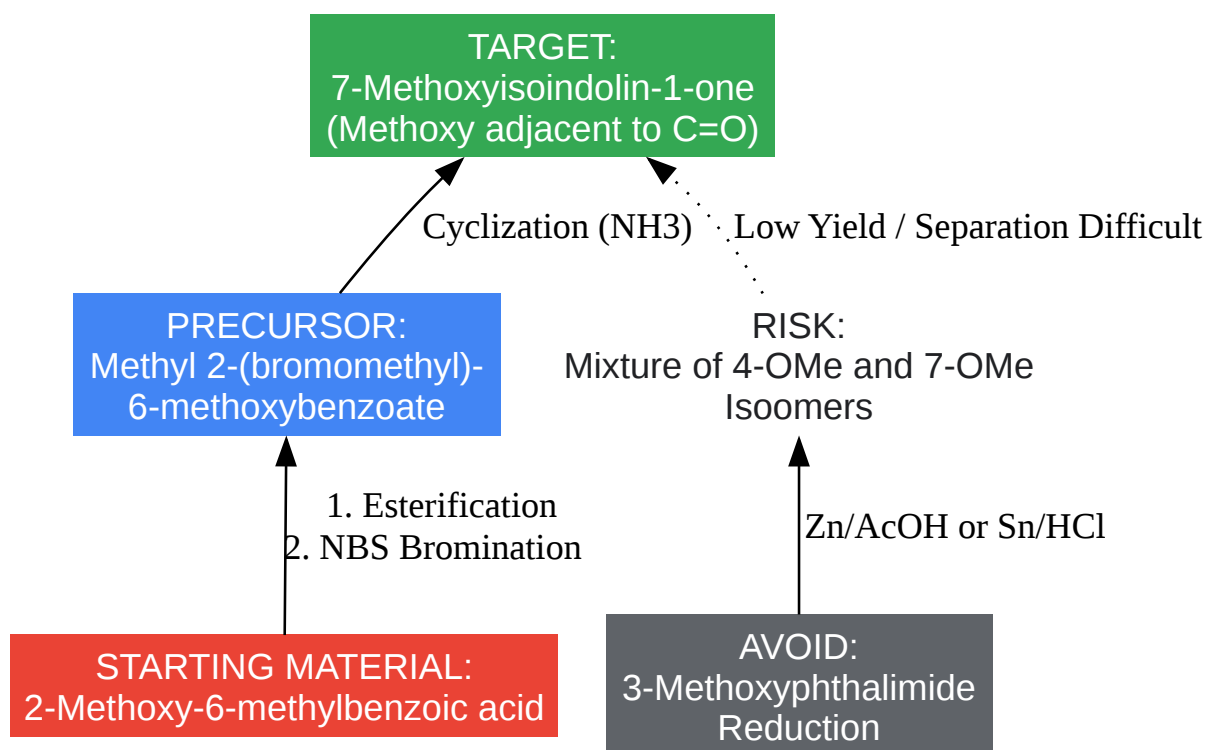 TARGET:
7-Methoxyisoindolin-1-one
(Methoxy adjacent to C=O)
Cyclization (NH3)
Low Yield / Separation Difficult
PRECURSOR:
Methyl 2-(bromomethyl)-
6-methoxybenzoate
RISK:
Mixture of 4-OMe and 7-OMe
Isoomers
1. Esterification
2. NBS Bromination
Zn/AcOH or Sn/HCl
STARTING MATERIAL:
2-Methoxy-6-methylbenzoic acid
AVOID:
3-Methoxyphthalimide
Reduction